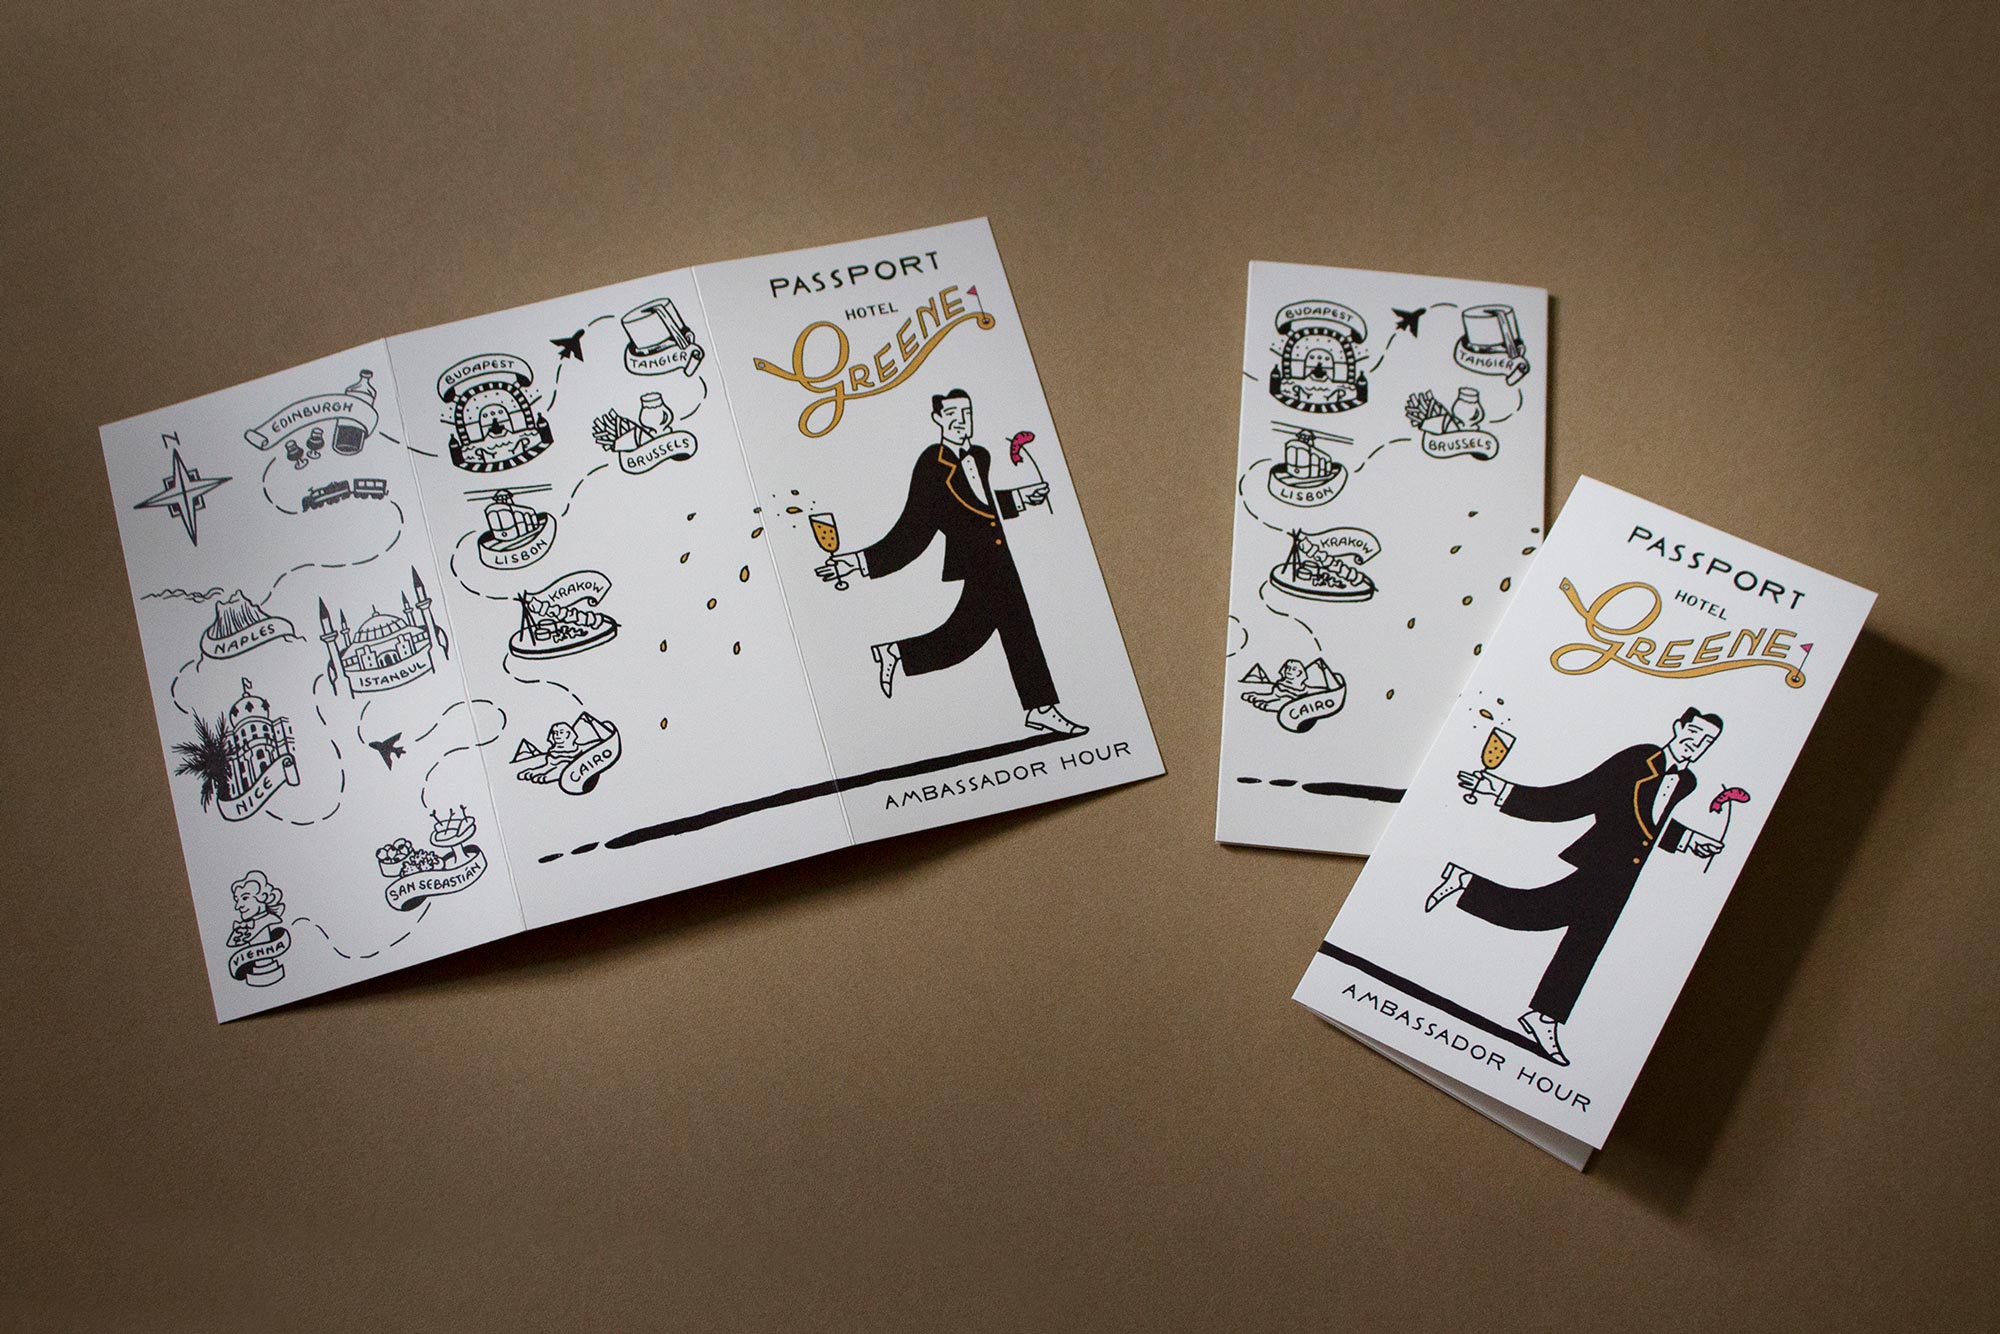 N
EDINBURGH
NAPLES
ISTANBUL
NICE
SAN SEBASTIÁN
VIENNA
BUDAPEST
TANGIER
BRUSSELS
LISBON
KRAKOW
CAIRO
PASSPORT
HOTEL
GREENE
AMBASSADOR HOUR
BUDAPEST
TANGIER
BRUSSELS
LISBON
KRAKOW
CAIRO
PASSPORT
HOTEL
GREENE
AMBASSADOR HOUR